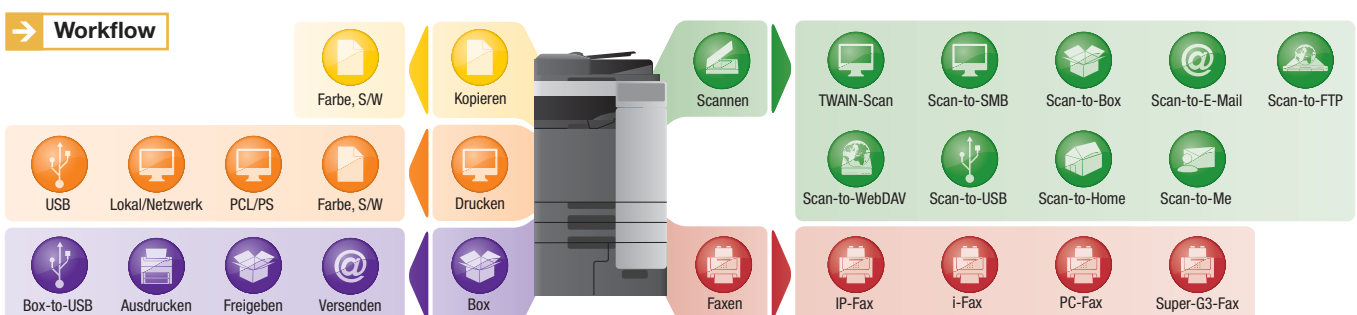 Workflow
Farbe, S/W
Kopieren
Scannen
TWAIN-Scan
Scan-to-SMB
Scan-to-Box
Scan-to-E-Mail
Scan-to-FTP
Scan-to-WebDAV
Scan-to-USB
Scan-to-Home
Scan-to-Me
USB
Lokal/Netzwerk
PCL/PS
Farbe, S/W
Drucken
Box-to-USB
Ausdrucken
Freigeben
Versenden
Box
Faxen
IP-Fax
i-Fax
PC-Fax
Super-G3-Fax